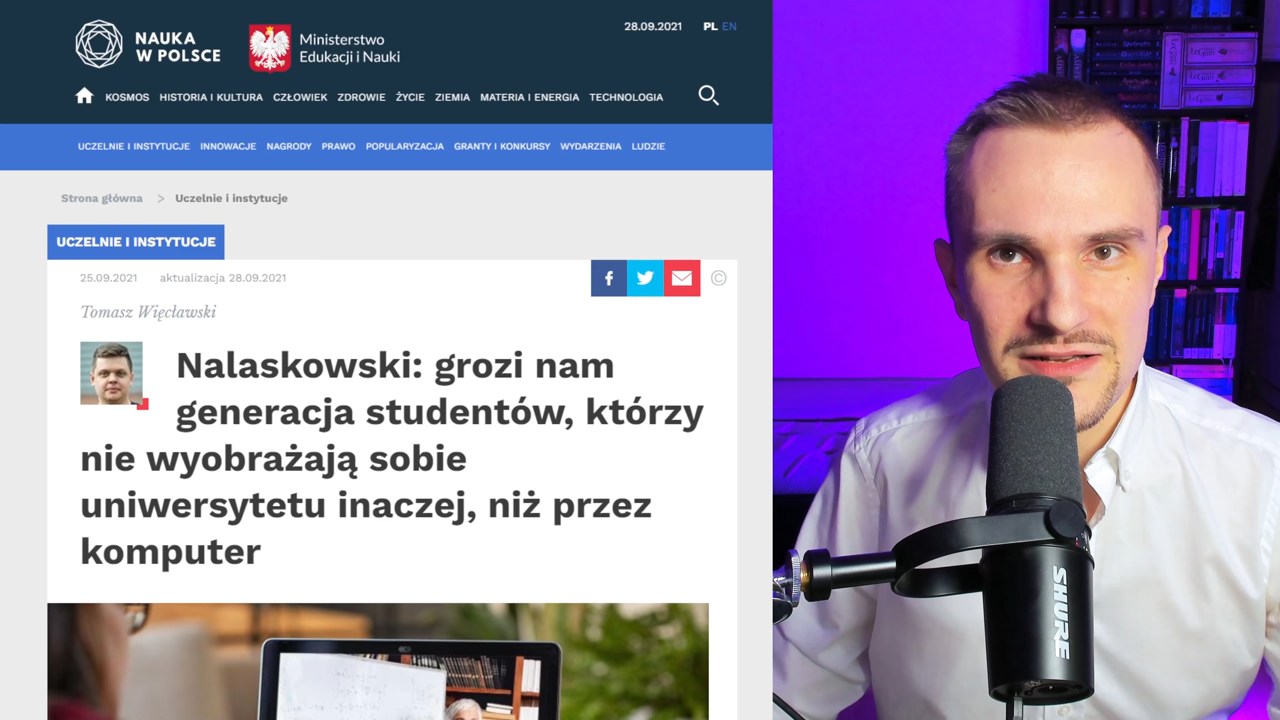 NAUKA
W POLSCE
Ministerstwo
Edukacji i Nauki
28.09.2021 PL EN
KOSMOS HISTORIA I KULTURA CZŁOWIEK ZDROWIE ŻYCIE ZIEMIA MATERIA I ENERGIA TECHNOLOGIA
UCZELNIE I INSTYTUCJE INNOWACJE NAGRODY PRAWO POPULARYZACJA GRANTY I KONKURSY WYDARZENIA LUDZIE
Strona główna > Uczelnie i instytucje
UCZELNIE I INSTYTUCJE
25.09.2021 aktualizacja 28.09.2021
f ©
Tomasz Więcławski
Nalaskowski: grozi nam
generacja studentów, którzy
nie wyobrażają sobie
uniwersytetu inaczej, niż przez
komputer
SHURE